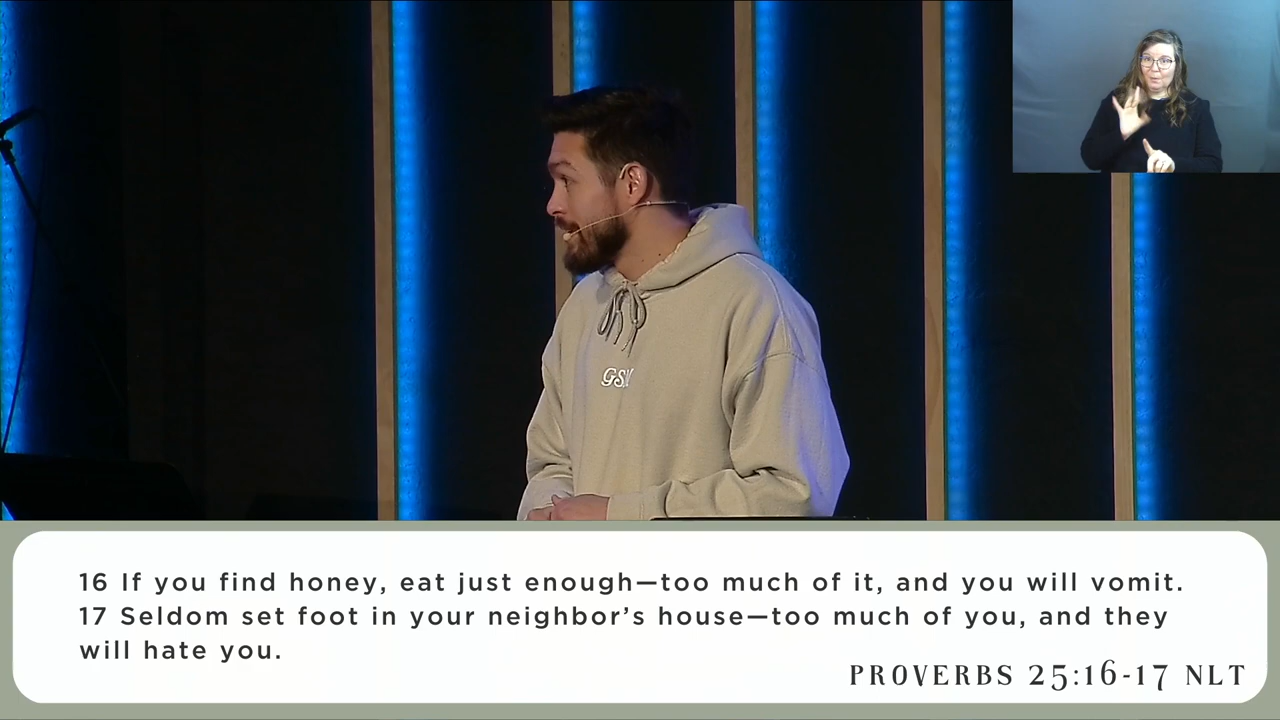 GSM
16 If you find honey, eat just enough—too much of it, and you will vomit.
17 Seldom set foot in your neighbor’s house—too much of you, and they
will hate you.
PROVERBS 25:16-17 NLT